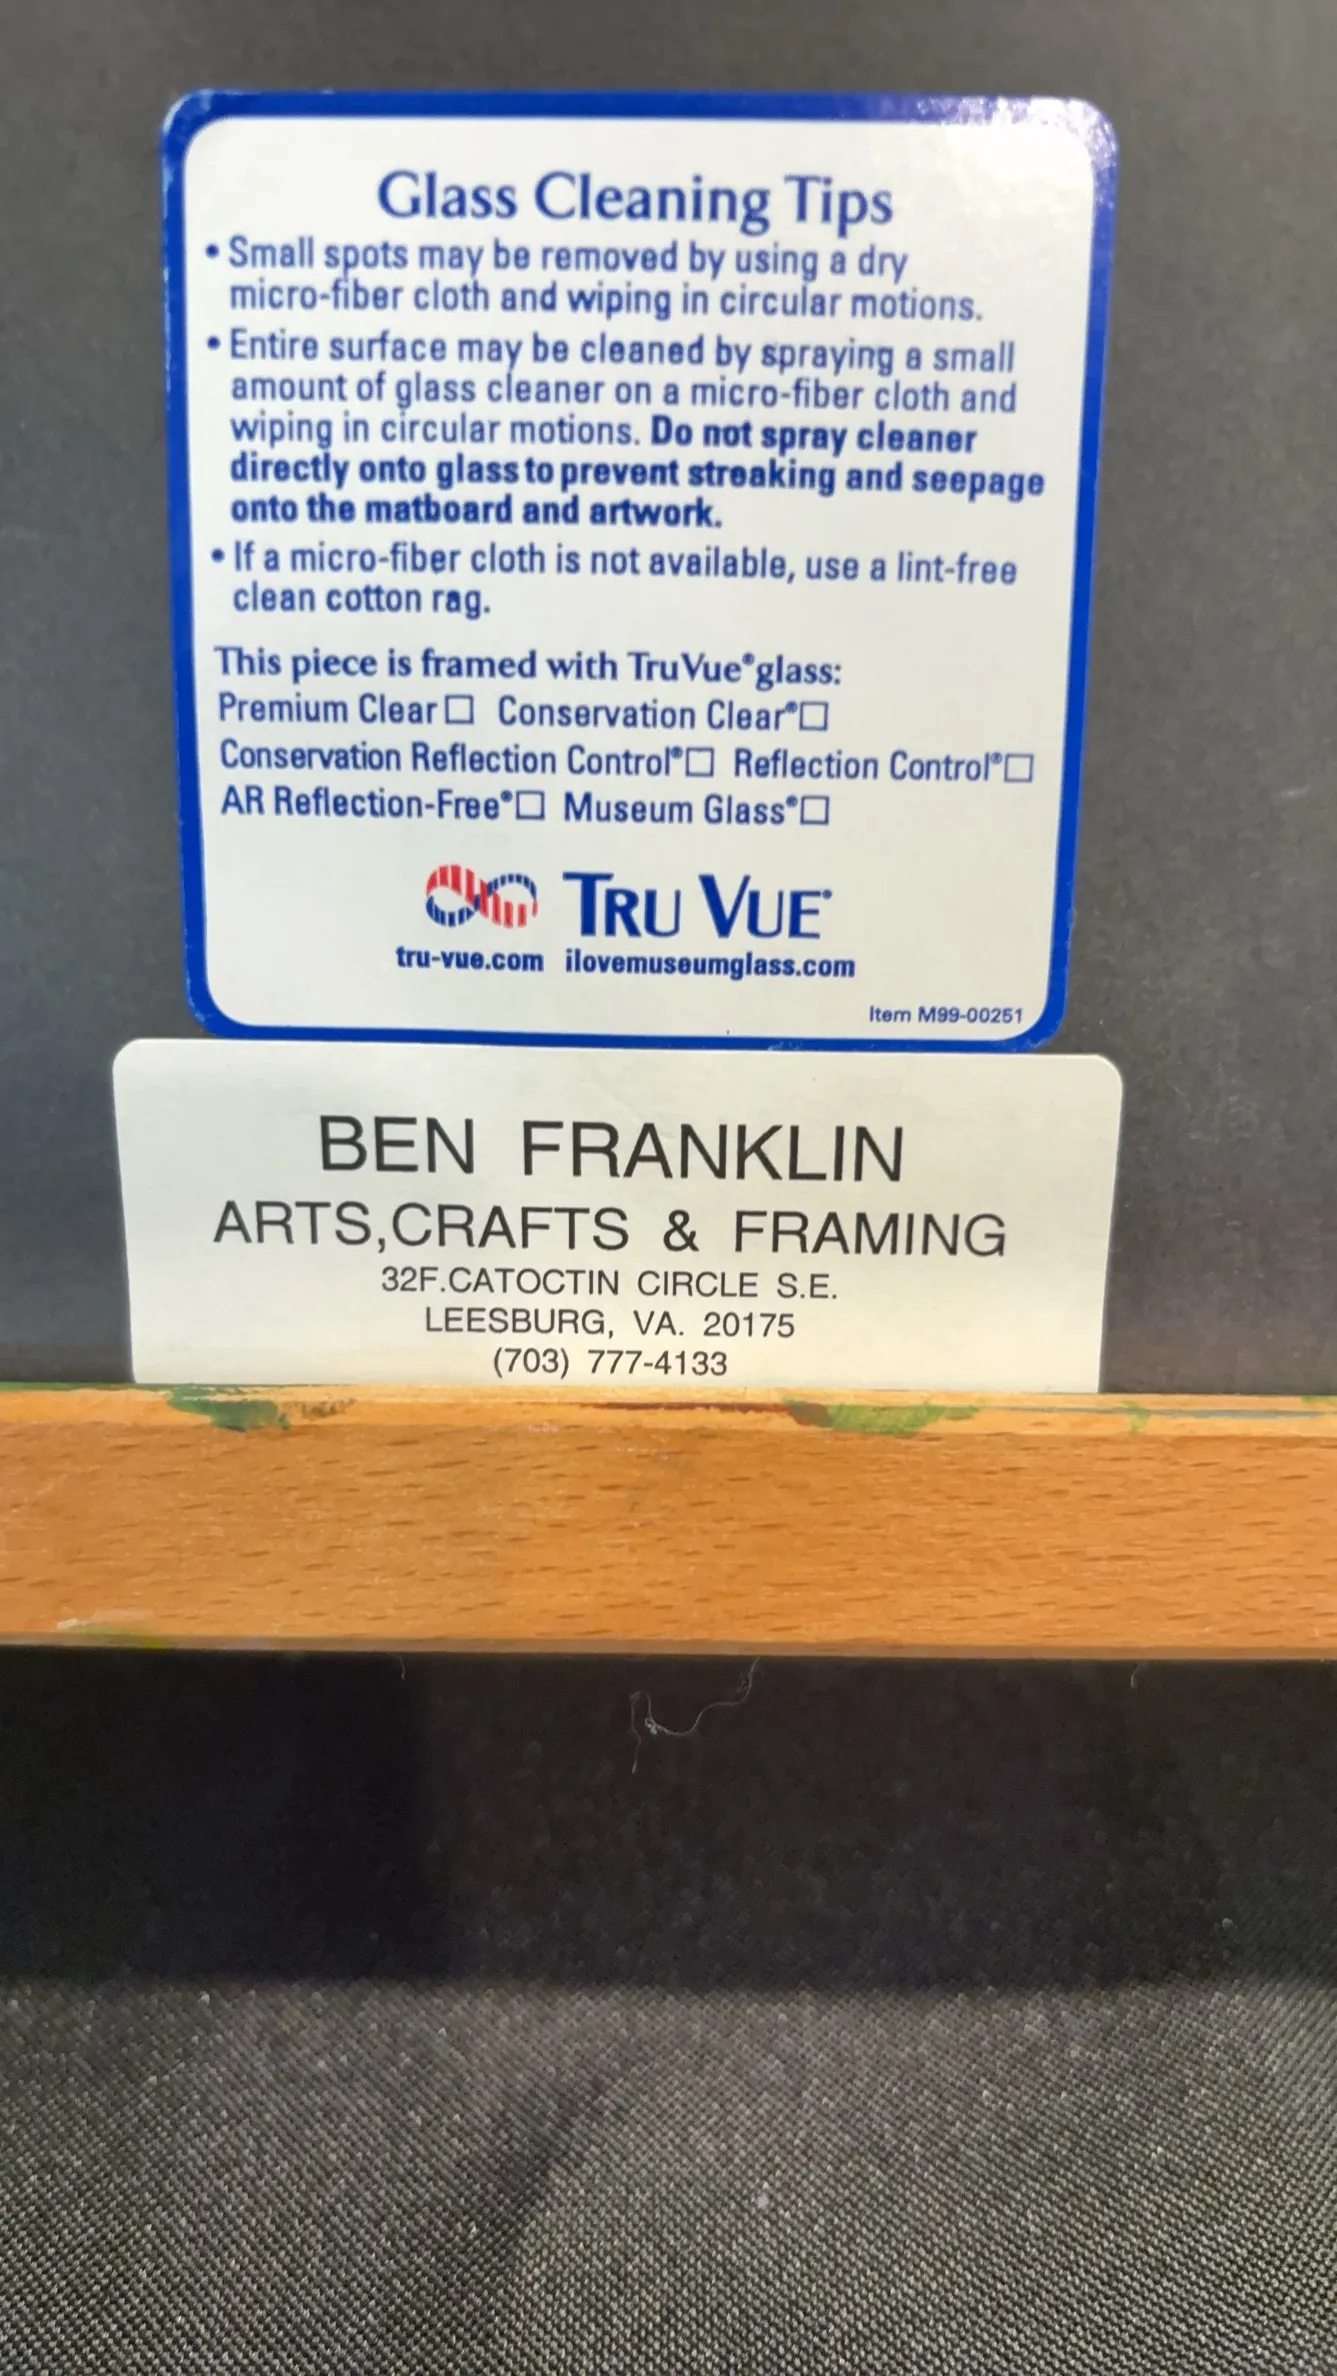 Glass Cleaning Tips
• Small spots may be removed by using a dry
micro-fiber cloth and wiping in circular motions.
• Entire surface may be cleaned by spraying a small
amount of glass cleaner on a micro-fiber cloth and
wiping in circular motions. Do not spray cleaner
directly onto glass to prevent streaking and seepage
onto the matboard and artwork.
• If a micro-fiber cloth is not available, use a lint-free
clean cotton rag.
This piece is framed with Tru Vue® glass:
Premium Clear☐ Conservation Clear®☐
Conservation Reflection Control®☐ Reflection Control®☐
AR Reflection-Free®☐ Museum Glass®☐
TRU VUE®
tru-vue.com ilovemuseumglass.com
Item M99-00251
BEN FRANKLIN
ARTS,CRAFTS & FRAMING
32F.CATOCTIN CIRCLE S.E.
LEESBURG, VA. 20175
(703) 777-4133